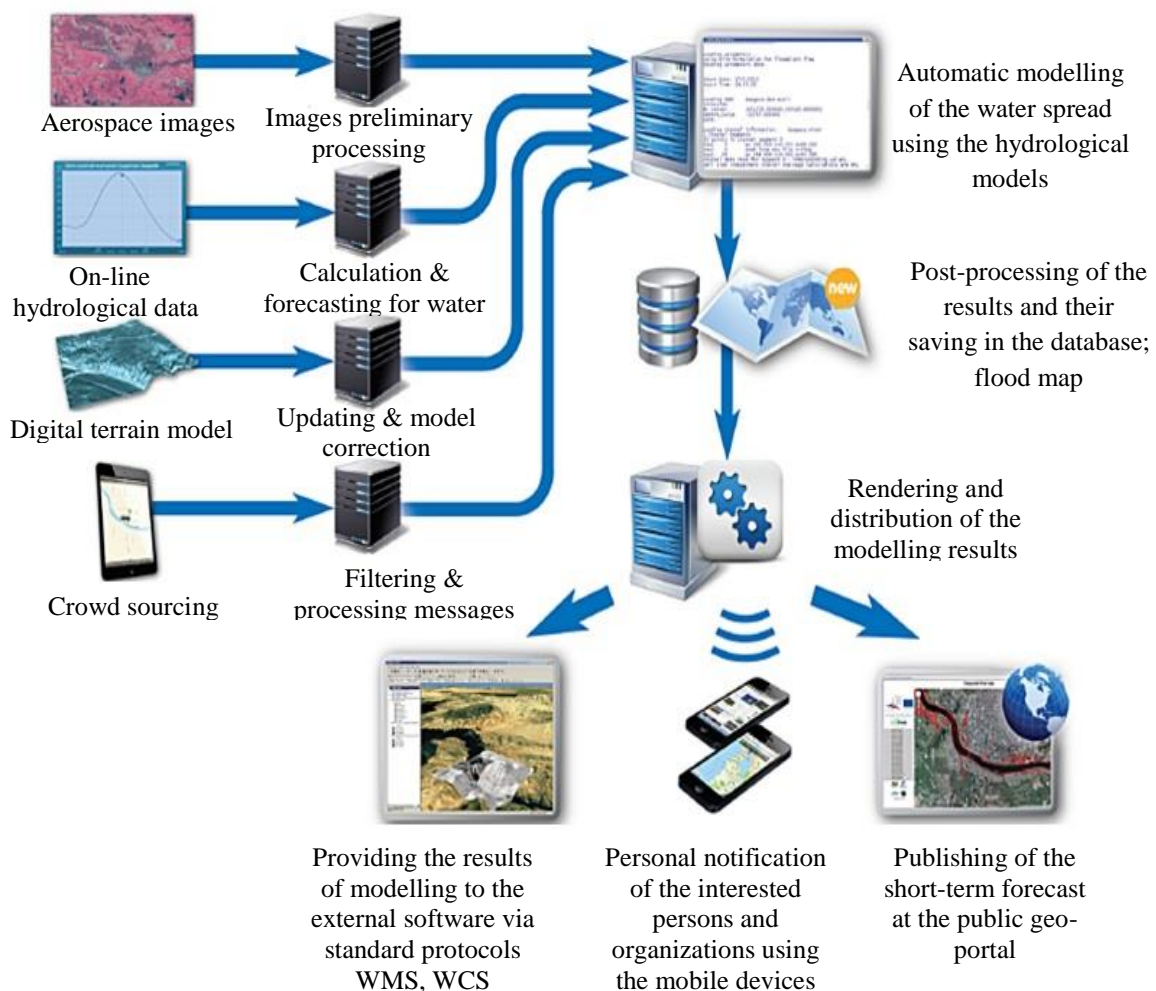 Aerospace images
Images preliminary
processing
Automatic modelling
of the water spread
using the hydrological
models
On-line
hydrological data
Calculation &
forecasting for water
Post-processing of the
results and their
saving in the database;
flood map
new
Digital terrain model
Updating & model
correction
Rendering and
distribution of the
modelling results
Crowd sourcing
Filtering &
processing messages
Providing the results
of modelling to the
external software via
standard protocols
WMS, WCS
Personal notification
of the interested
persons and
organizations using
the mobile devices
Publishing of the
short-term forecast
at the public geo-
portal